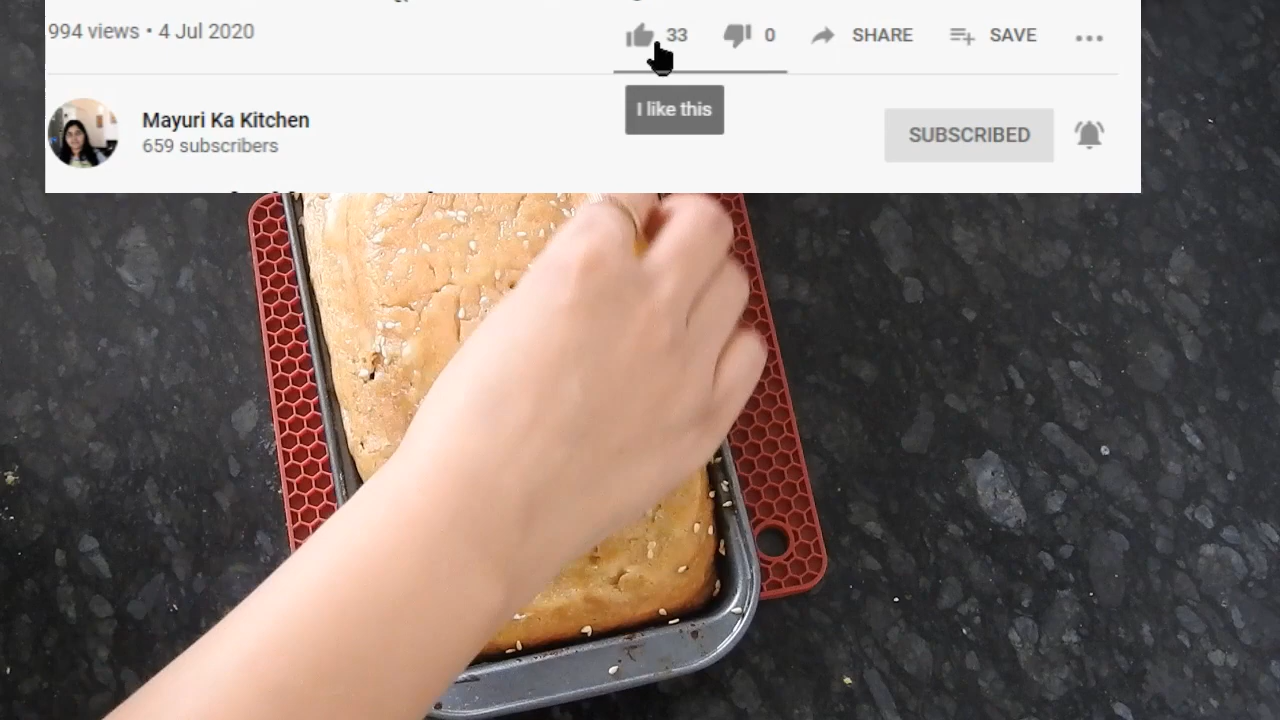 994 views • 4 Jul 2020
33
0
SHARE
SAVE
I like this
Mayuri Ka Kitchen
659 subscribers
SUBSCRIBED